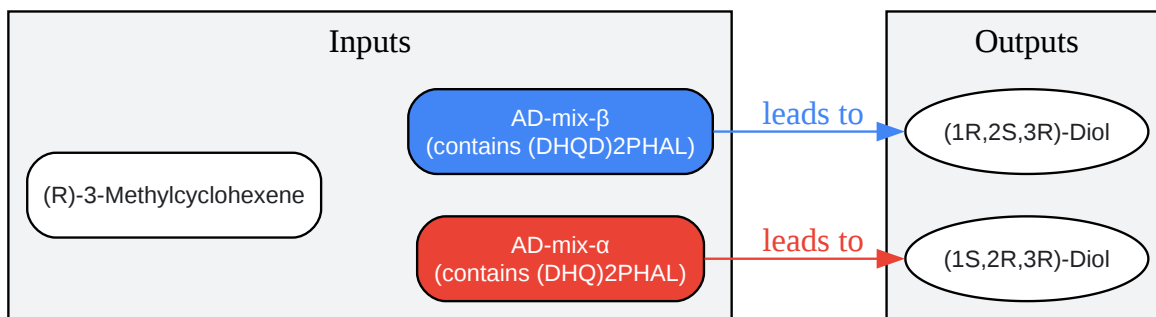 Inputs
Outputs
(R)-3-Methylcyclohexene
AD-mix-β
(contains (DHQD)2PHAL)
leads to
(1R,2S,3R)-Diol
AD-mix-α
(contains (DHQ)2PHAL)
leads to
(1S,2R,3R)-Diol